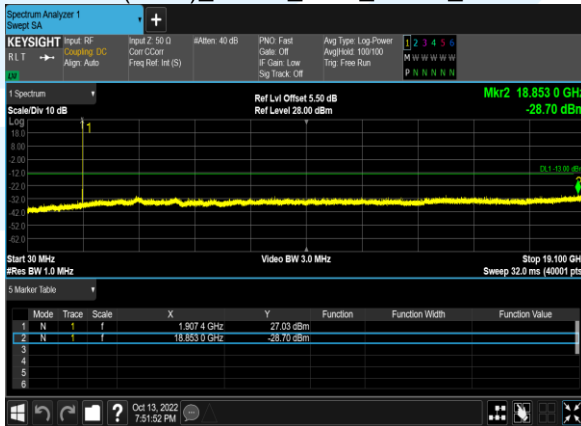 Spectrum Analyzer 1
Swept SA
KEYSIGHT Input: RF Input Z: 50 Ω #Atten: 40 dB PNO: Fast Avg Type: Log-Power 1 2 3 4 5 6
RLT Coupling: DC Corr CCorr Gate: Off Avg|Hold: 100/100 M W W W W W
Align: Auto Freq Ref: Int (S) IF Gain: Low Trig: Free Run P N N N N N
Sig Track: Off
1 Spectrum Ref Lvl Offset 5.50 dB Mkr2 18.853 0 GHz
Scale/Div 10 dB Ref Level 28.00 dBm -28.70 dBm
Log
1
18.0
8.00
-2.00
-12.0 DL1 -13.00 dBm
-22.0
-32.0
-42.0
-52.0
-62.0
Start 30 MHz Video BW 3.0 MHz Stop 19.100 GHz
#Res BW 1.0 MHz Sweep 32.0 ms (40001 pts)
5 Marker Table
Mode Trace Scale X Y Function Function Width Function Value
1 N 1 f 1.907 4 GHz 27.03 dBm
2 N 1 f 18.853 0 GHz -28.70 dBm
3
4
5
6
? Oct 13, 2022
7:51:52 PM